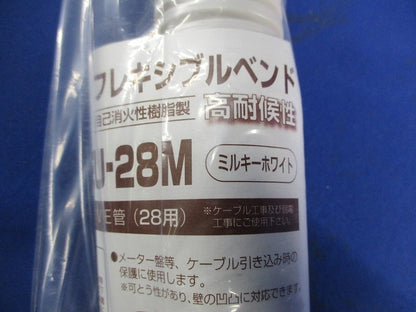 フレキシブルベンド
自己消火性樹脂製 高耐候性
-28M ミルキーホワイト
管（28用） ※ケーブル工事及び弱電
工事にご使用下さい。
●メーター盤等、ケーブル引き込み時の
保護に使用します。
※可とう性があり、壁の凹凸に対応できます